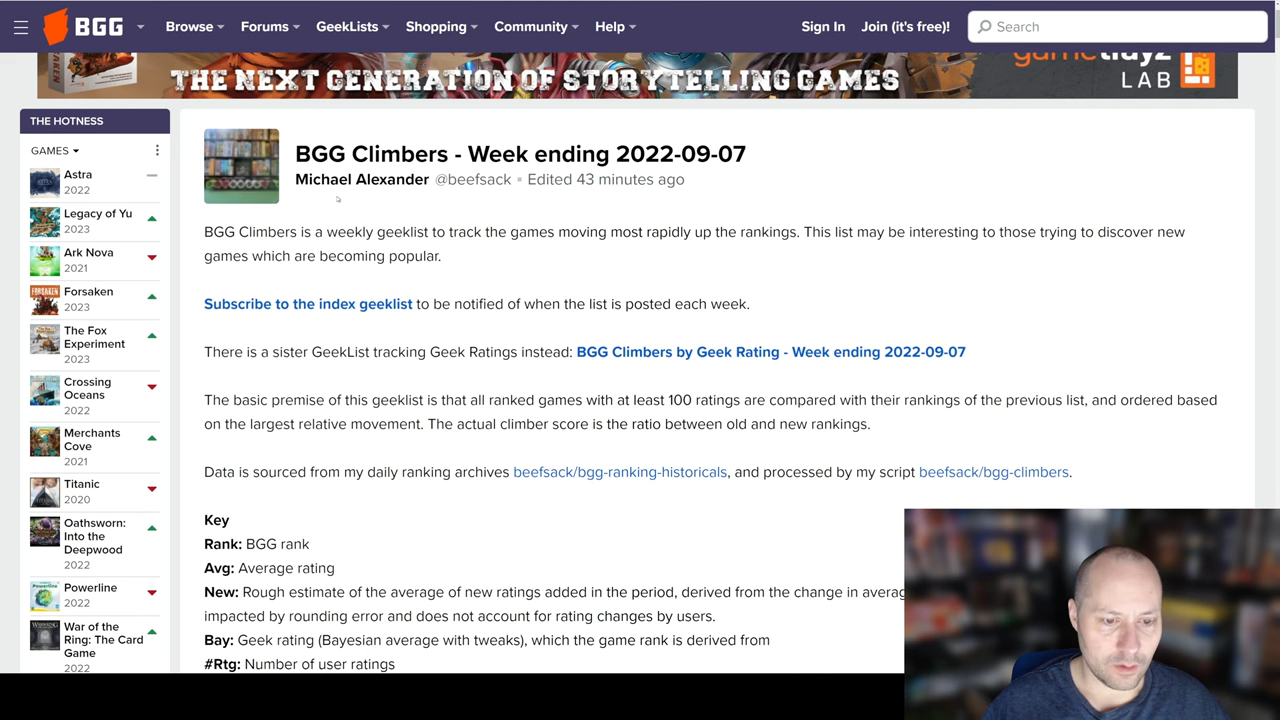 BGG
Browse
Forums
GeekLists
Shopping
Community
Help
Sign In
Join (it's free!)
Search
THE NEXT GENERATION OF STORYTELLING GAMES
LAB
THE HOTNESS
GAMES
Astra
2022
Legacy of Yu
2023
Ark Nova
2021
Forsaken
2023
The Fox
Experiment
2023
Crossing
Oceans
2022
Merchants
Cove
2021
Titanic
2020
Oathsworn:
Into the
Deepwood
2022
Powerline
2022
War of the
Ring: The Card
Game
2022
BGG Climbers - Week ending 2022-09-07
Michael Alexander @beefsack Edited 43 minutes ago
BGG Climbers is a weekly geeklist to track the games moving most rapidly up the rankings. This list may be interesting to those trying to discover new
games which are becoming popular.
Subscribe to the index geeklist to be notified of when the list is posted each week.
There is a sister GeekList tracking Geek Ratings instead: BGG Climbers by Geek Rating - Week ending 2022-09-07
The basic premise of this geeklist is that all ranked games with at least 100 ratings are compared with their rankings of the previous list, and ordered based
on the largest relative movement. The actual climber score is the ratio between old and new rankings.
Data is sourced from my daily ranking archives beefsack/bgg-ranking-historicals, and processed by my script beefsack/bgg-climbers.
Key
Rank: BGG rank
Avg: Average rating
New: Rough estimate of the average of new ratings added in the period, derived from the change in averag
impacted by rounding error and does not account for rating changes by users.
Bay: Geek rating (Bayesian average with tweaks), which the game rank is derived from
#Rtg: Number of user ratings